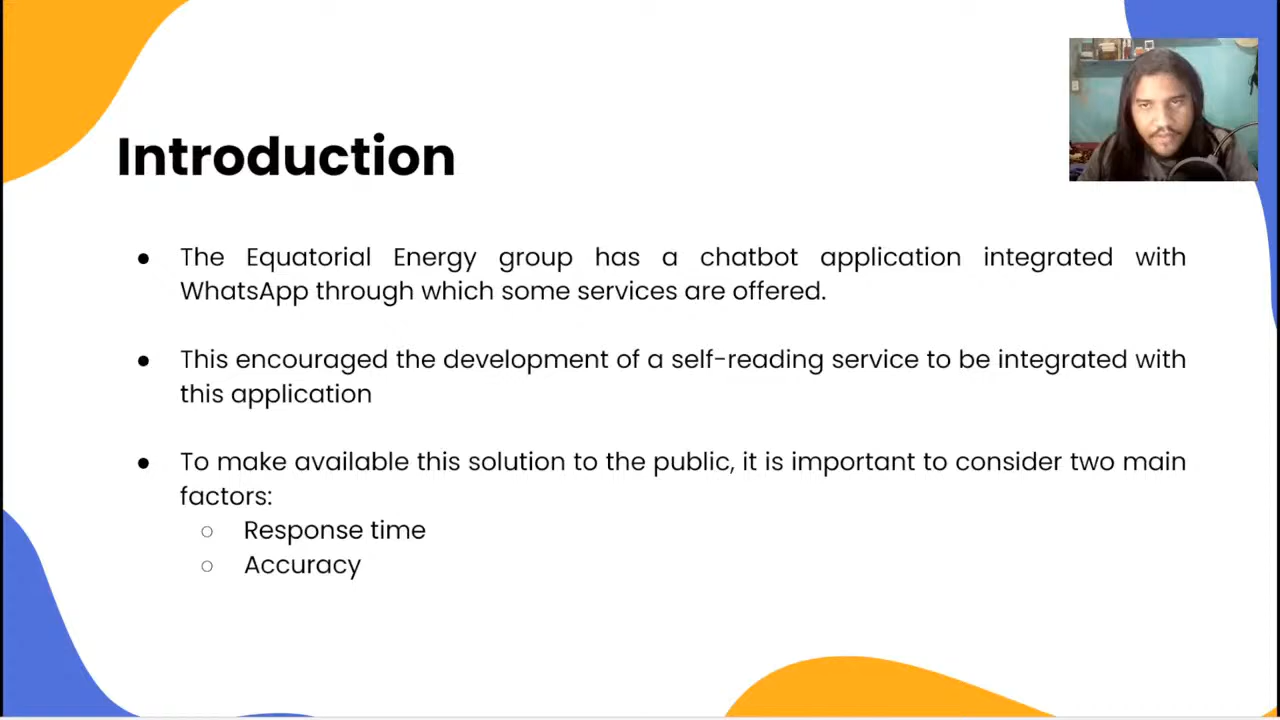 Introduction
● The Equatorial Energy group has a chatbot application integrated with
WhatsApp through which some services are offered.
● This encouraged the development of a self-reading service to be integrated with
this application
● To make available this solution to the public, it is important to consider two main
factors:
○ Response time
○ Accuracy